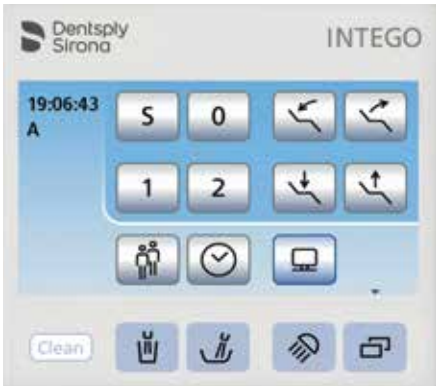 Dentsply
Sirona
INTEGO
19:06:43
A
S 0
1 2
Clean